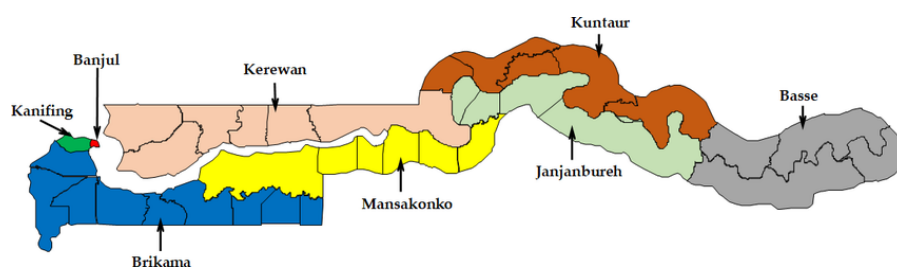 Kuntaur
Banjul
Kerewan
Kanifing
Basse
Janjanbureh
Mansakonko
Brikama